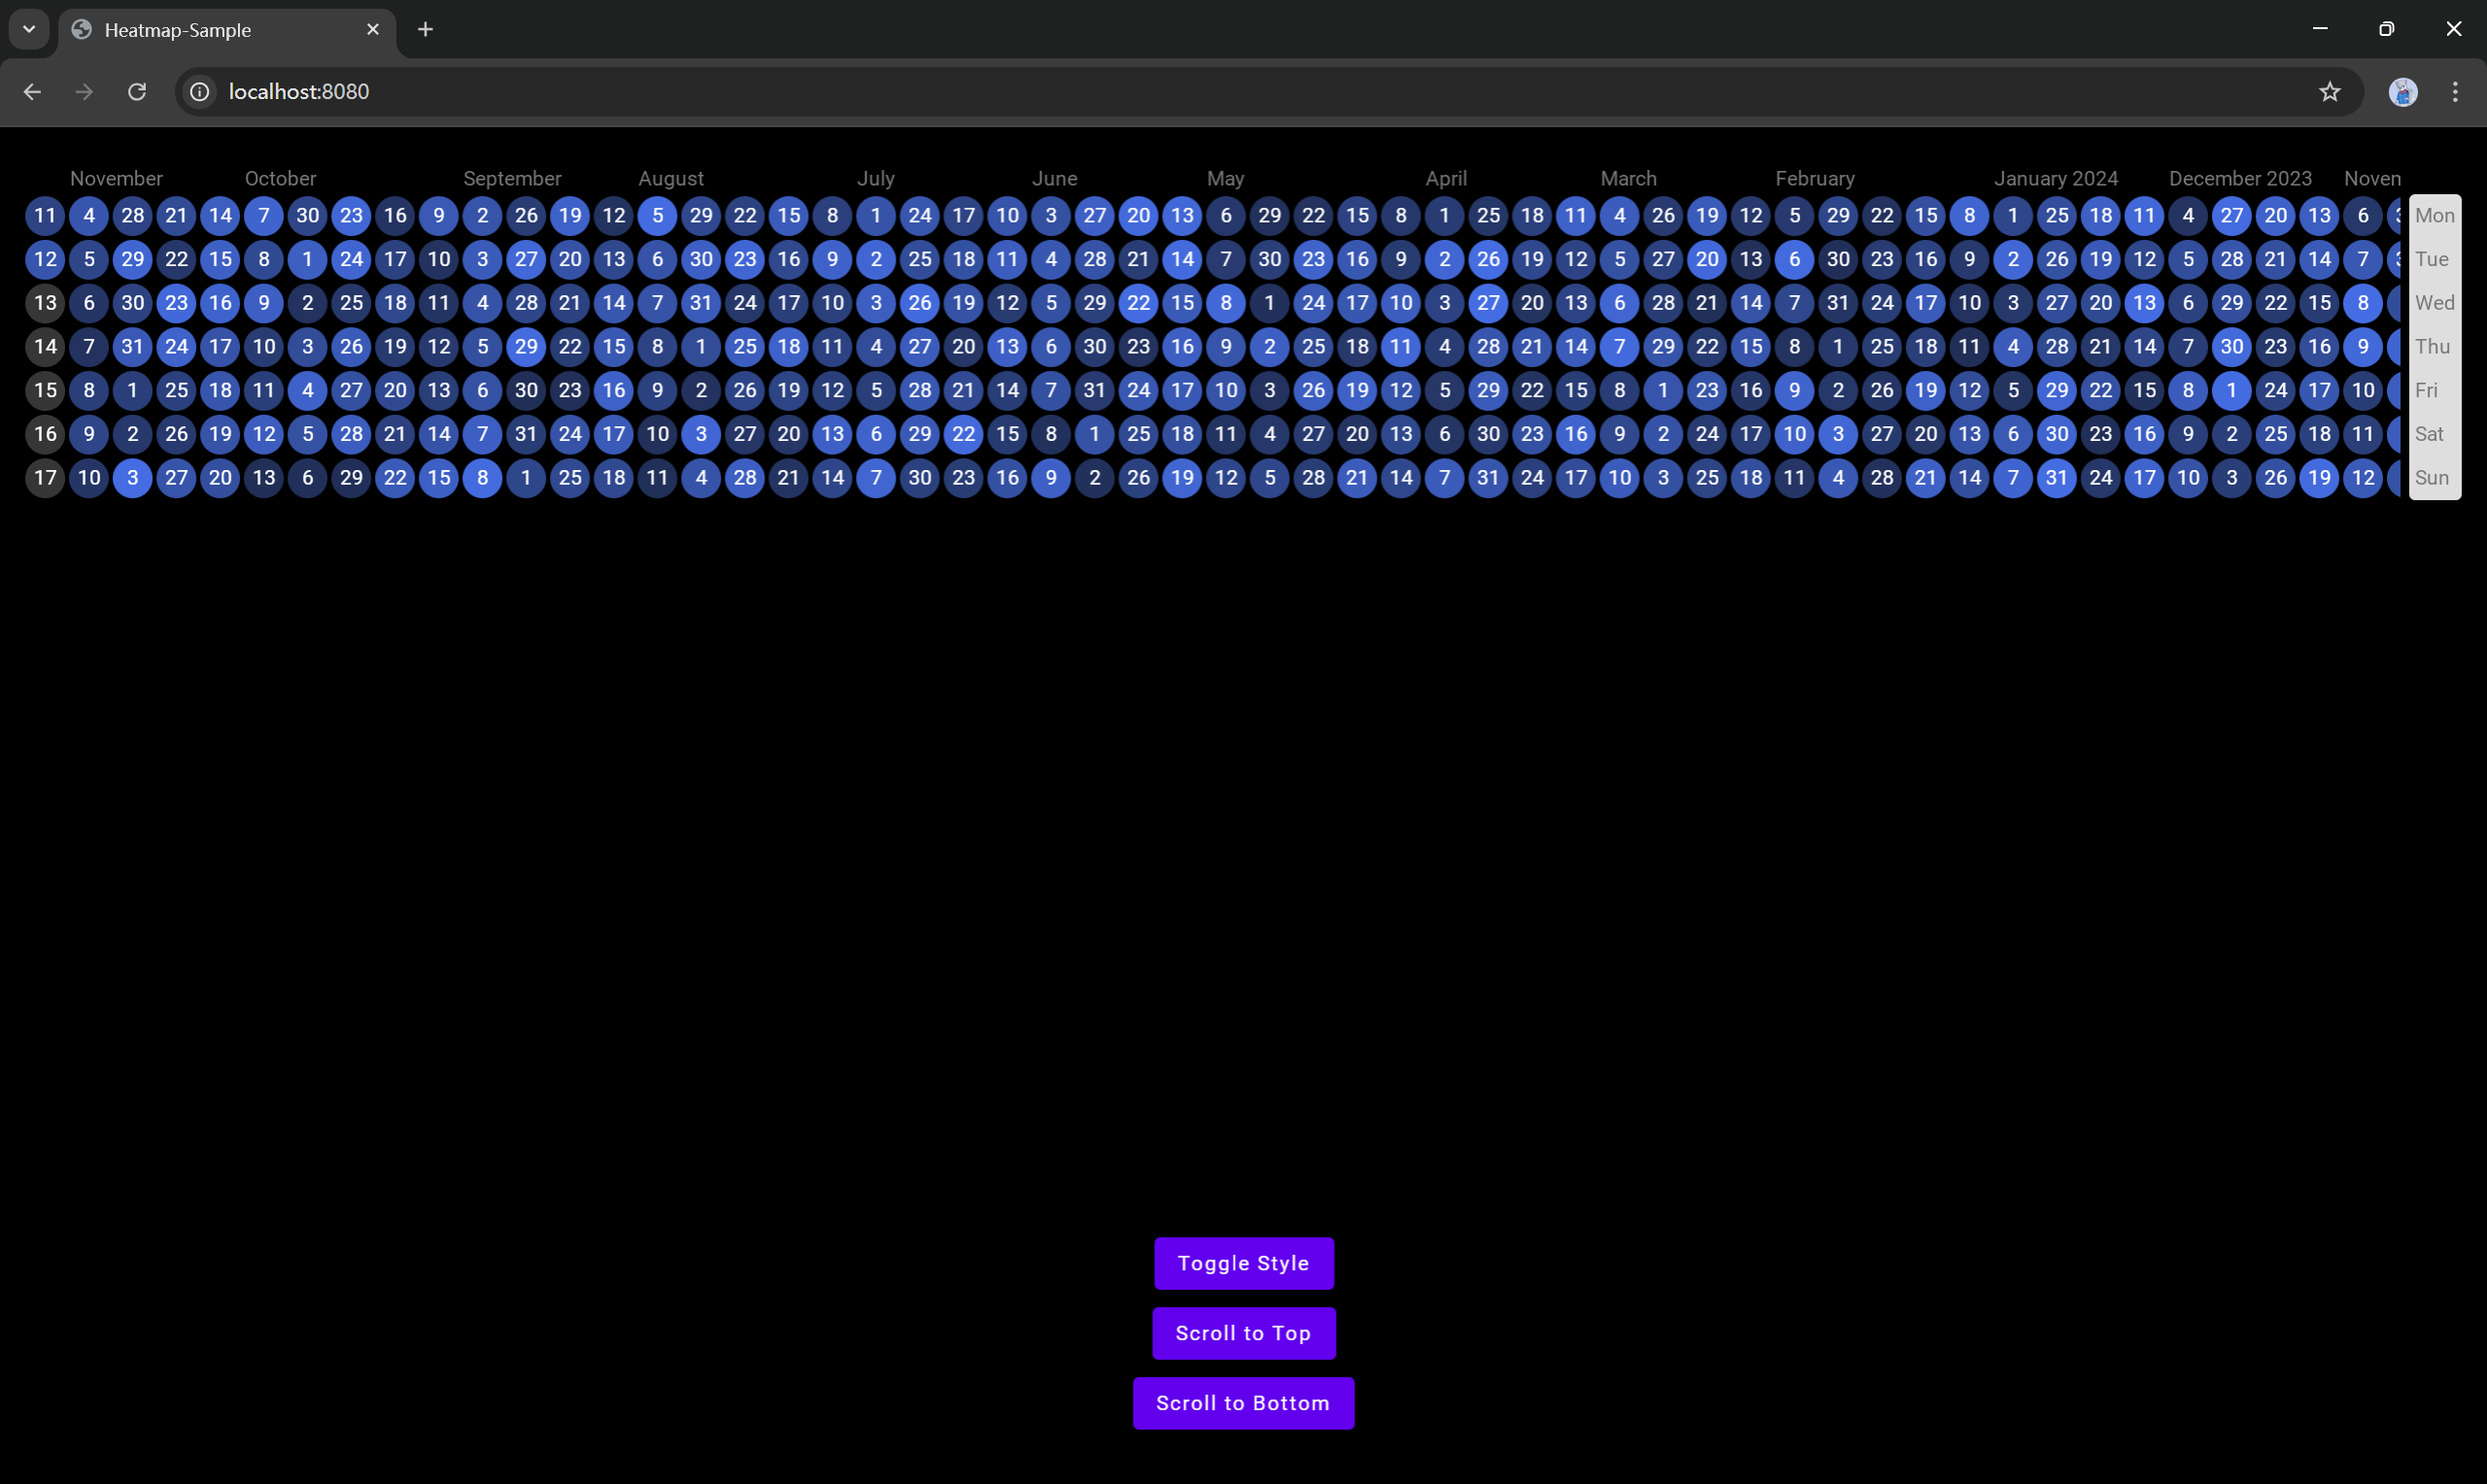 Heatmap-Sample
localhost:8080
November October September August July June May April March February January 2024 December 2023 Noven
11 4 28 21 14 7 30 23 16 9 2 26 19 12 5 29 22 15 8 1 24 17 10 3 27 20 13 6 29 22 15 8 1 25 18 11 4 26 19 12 5 29 22 15 8 1 25 18 11 4 27 20 13 6 Mon
12 5 29 22 15 8 1 24 17 10 3 27 20 13 6 30 23 16 9 2 25 18 11 4 28 21 14 7 30 23 16 9 2 26 19 12 5 27 20 13 6 30 23 16 9 2 26 19 12 5 28 21 14 7 Tue
13 6 30 23 16 9 2 25 18 11 4 28 21 14 7 31 24 17 10 3 26 19 12 5 29 22 15 8 1 24 17 10 3 27 20 13 6 28 21 14 7 31 24 17 10 3 27 20 13 6 29 22 15 8 Wed
14 7 31 24 17 10 3 26 19 12 5 29 22 15 8 1 25 18 11 4 27 20 13 6 30 23 16 9 2 25 18 11 4 28 21 14 7 29 22 15 8 1 25 18 11 4 28 21 14 7 30 23 16 9 Thu
15 8 1 25 18 11 4 27 20 13 6 30 23 16 9 2 26 19 12 5 28 21 14 7 31 24 17 10 3 26 19 12 5 29 22 15 8 1 23 16 9 2 26 19 12 5 29 22 15 8 1 24 17 10 Fri
16 9 2 26 19 12 5 28 21 14 7 31 24 17 10 3 27 20 13 6 29 22 15 8 1 25 18 11 4 27 20 13 6 30 23 16 9 2 24 17 10 3 27 20 13 6 30 23 16 9 2 25 18 11 Sat
17 10 3 27 20 13 6 29 22 15 8 1 25 18 11 4 28 21 14 7 30 23 16 9 2 26 19 12 5 28 21 14 7 31 24 17 10 3 25 18 11 4 28 21 14 7 31 24 17 10 3 26 19 12 Sun
Toggle Style
Scroll to Top
Scroll to Bottom